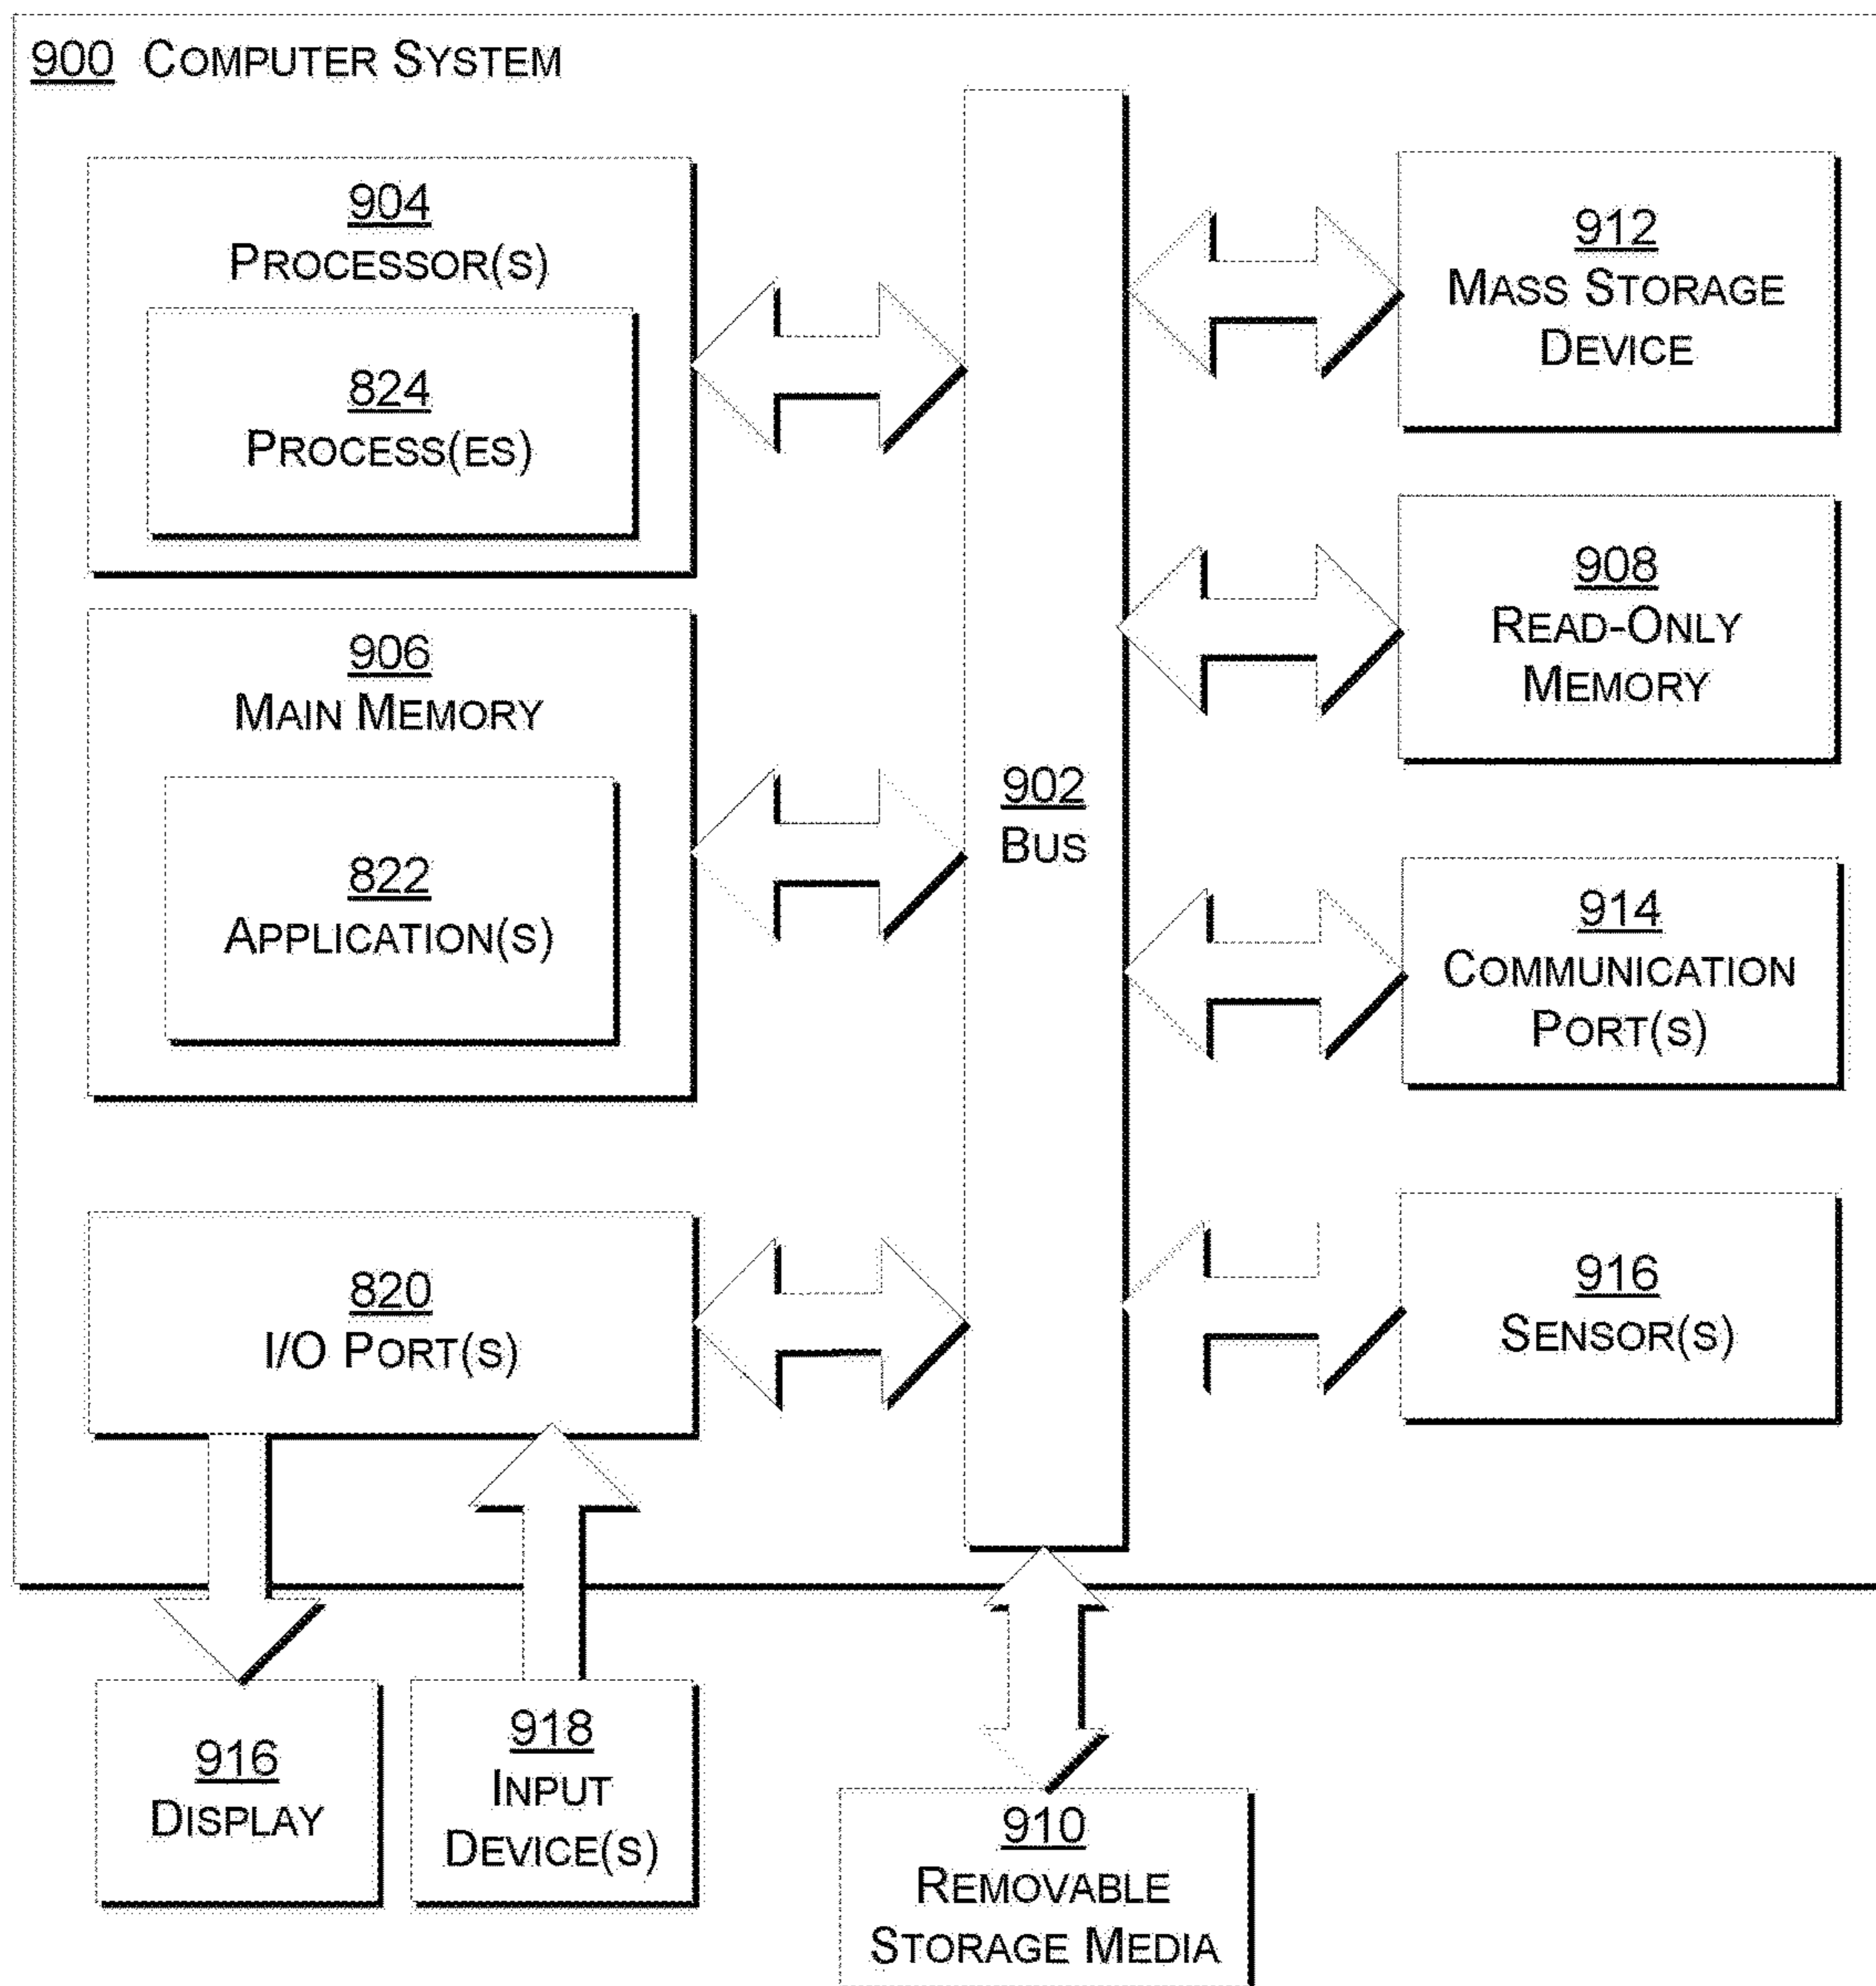 900 COMPUTER SYSTEM
904
PROCESSOR(S)
824
PROCESS(ES)
906
MAIN MEMORY
822
APPLICATION(S)
820
I/O PORT(S)
902
BUS
912
MASS STORAGE
DEVICE
908
READ-ONLY
MEMORY
914
COMMUNICATION
PORT(S)
916
SENSOR(S)
916
DISPLAY
918
INPUT
DEVICE(S)
910
REMOVABLE
STORAGE MEDIA